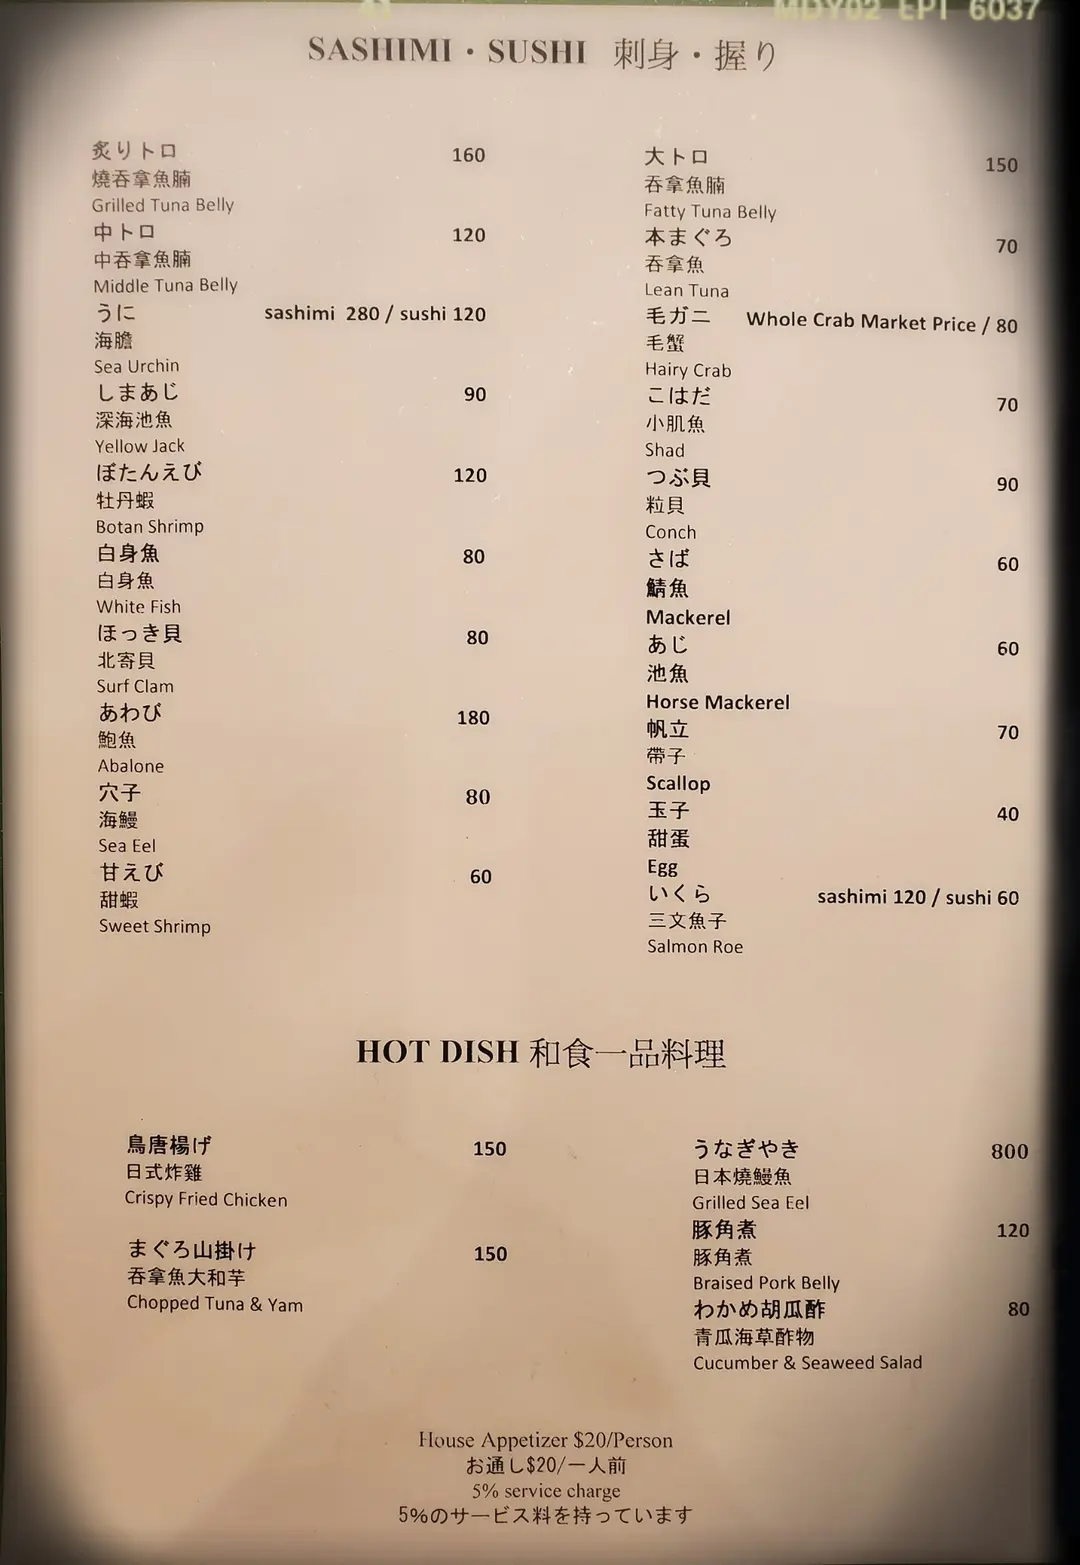 MDY02 EPI 6037
SASHIMI・SUSHI 刺身・握り
炙りトロ 160
燒吞拿魚腩
Grilled Tuna Belly
中トロ 120
中吞拿魚腩
Middle Tuna Belly
うに sashimi 280 / sushi 120
海膽
Sea Urchin
しまあじ 90
深海池魚
Yellow Jack
ぼたんえび 120
牡丹蝦
Botan Shrimp
白身魚 80
白身魚
White Fish
ほっき貝 80
北寄貝
Surf Clam
あわび 180
鮑魚
Abalone
穴子 80
海鰻
Sea Eel
甘えび 60
甜蝦
Sweet Shrimp
大トロ 150
吞拿魚腩
Fatty Tuna Belly
本まぐろ 70
吞拿魚
Lean Tuna
毛ガニ Whole Crab Market Price / 80
毛蟹
Hairy Crab
こはだ 70
小肌魚
Shad
つぶ貝 90
粒貝
Conch
さば 60
鯖魚
Mackerel
あじ 60
池魚
Horse Mackerel
帆立 70
帶子
Scallop
玉子 40
甜蛋
Egg
いくら sashimi 120 / sushi 60
三文魚子
Salmon Roe
HOT DISH 和食一品料理
鳥唐揚げ 150
日式炸雞
Crispy Fried Chicken
まぐろ山掛け 150
吞拿魚大和芋
Chopped Tuna & Yam
うなぎやき 800
日本燒鰻魚
Grilled Sea Eel
豚角煮 120
豚角煮
Braised Pork Belly
わかめ胡瓜酢 80
青瓜海草酢物
Cucumber & Seaweed Salad
House Appetizer $20/Person
お通し$20/一人前
5% service charge
5%のサービス料を持っています